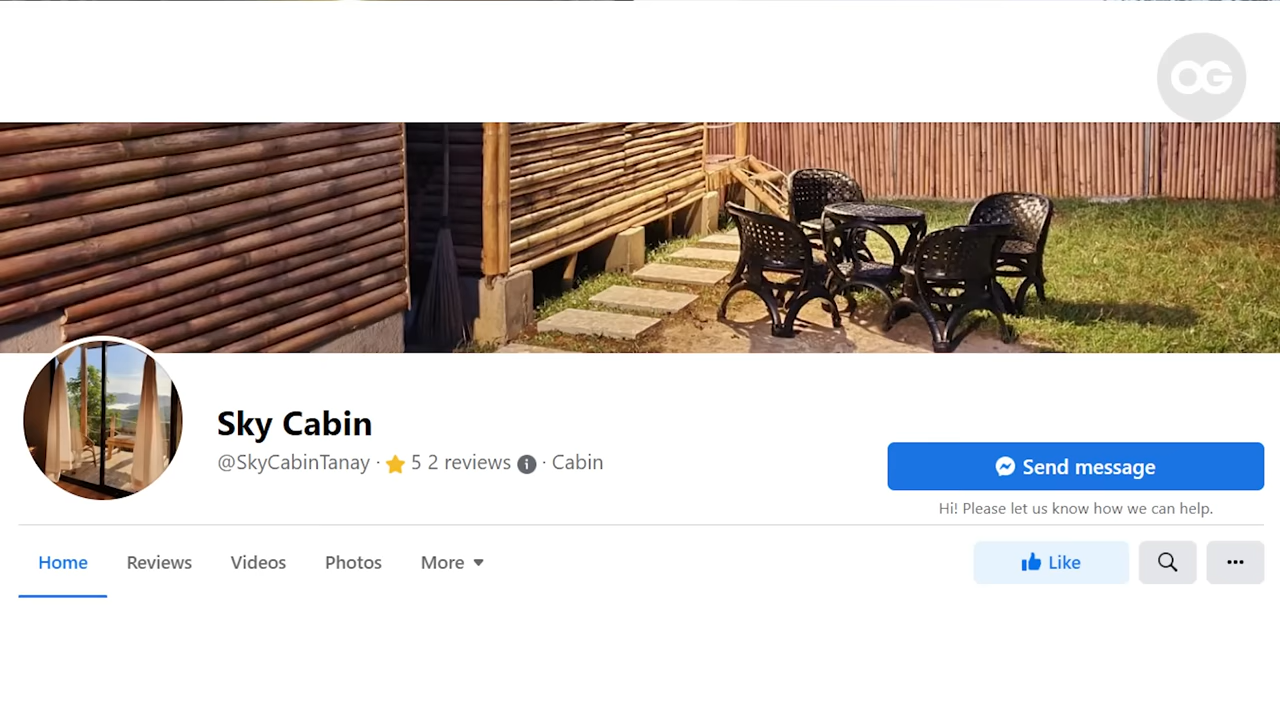 OG
Sky Cabin
@SkyCabinTanay · 5 2 reviews · Cabin
Send message
Hi! Please let us know how we can help.
Home Reviews Videos Photos More Like